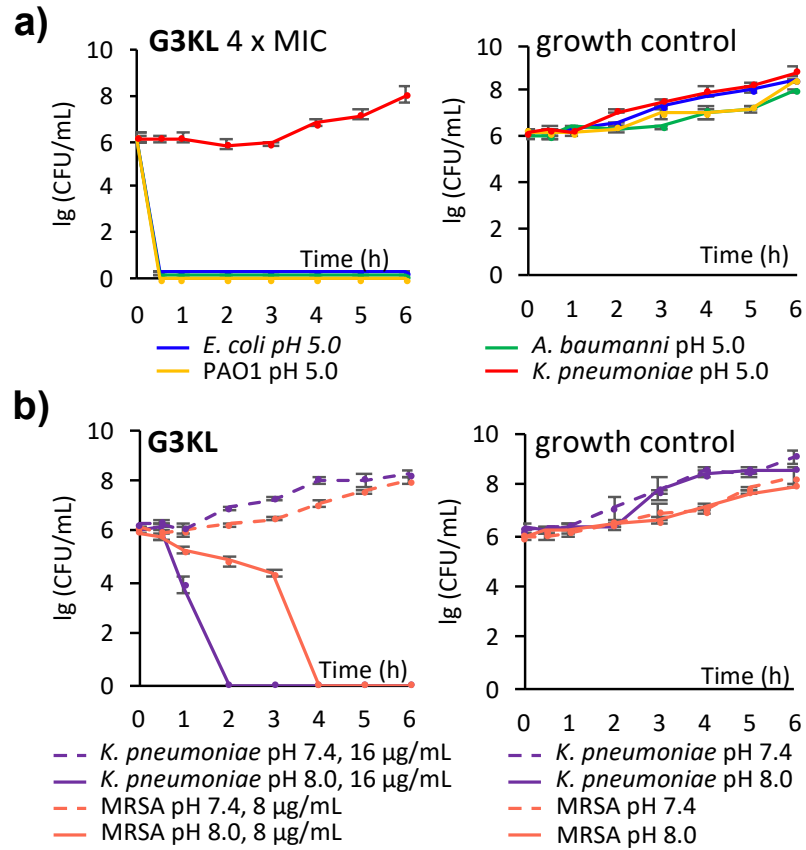 a)
G3KL 4 x MIC
growth control
10
8
6
4
2
0
lg (CFU/mL)
Time (h)
0 1 2 3 4 5 6
10
8
6
4
2
0
lg (CFU/mL)
Time (h)
0 1 2 3 4 5 6
E. coli pH 5.0
PAO1 pH 5.0
A. baumanni pH 5.0
K. pneumoniae pH 5.0
b)
G3KL
growth control
10
8
6
4
2
0
lg (CFU/mL)
Time (h)
0 1 2 3 4 5 6
10
8
6
4
2
0
lg (CFU/mL)
Time (h)
0 1 2 3 4 5 6
K. pneumoniae pH 7.4, 16 µg/mL
K. pneumoniae pH 8.0, 16 µg/mL
MRSA pH 7.4, 8 µg/mL
MRSA pH 8.0, 8 µg/mL
K. pneumoniae pH 7.4
K. pneumoniae pH 8.0
MRSA pH 7.4
MRSA pH 8.0